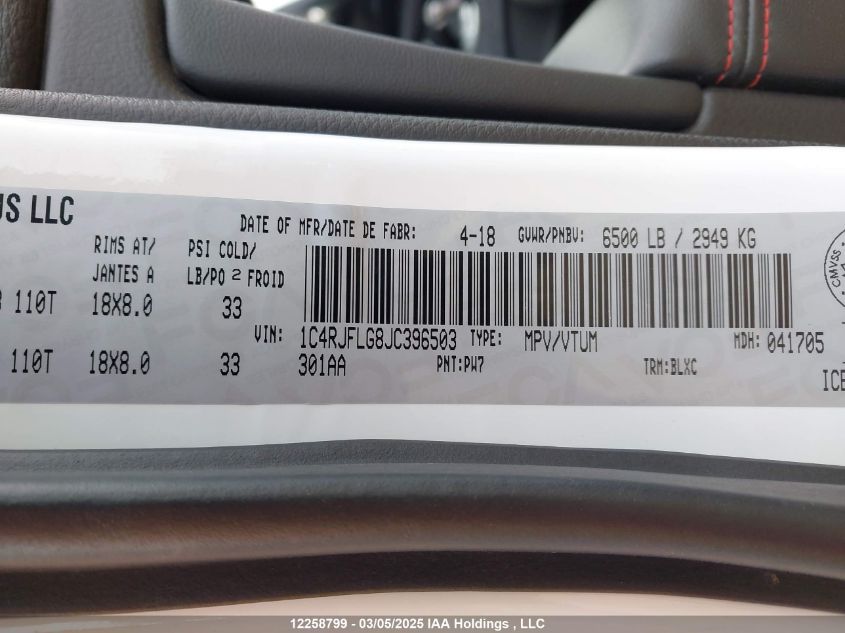 US LLC
DATE OF MFR/DATE DE FABR: 4-18 GVWR/PNBV: 6500 LB / 2949 KG
RIMS AT/ PSI COLD/
JANTES A LB/PO 2 FROID
110T 18X8.0 33
VIN: 1C4RJFLG8JC396503 TYPE: MPV/VTUM MDH: 041705
110T 18X8.0 33 301AA PNT:PW7 TRM:BLXC
ICE
CMVSS
12258799 - 03/05/2025 IAA Holdings , LLC